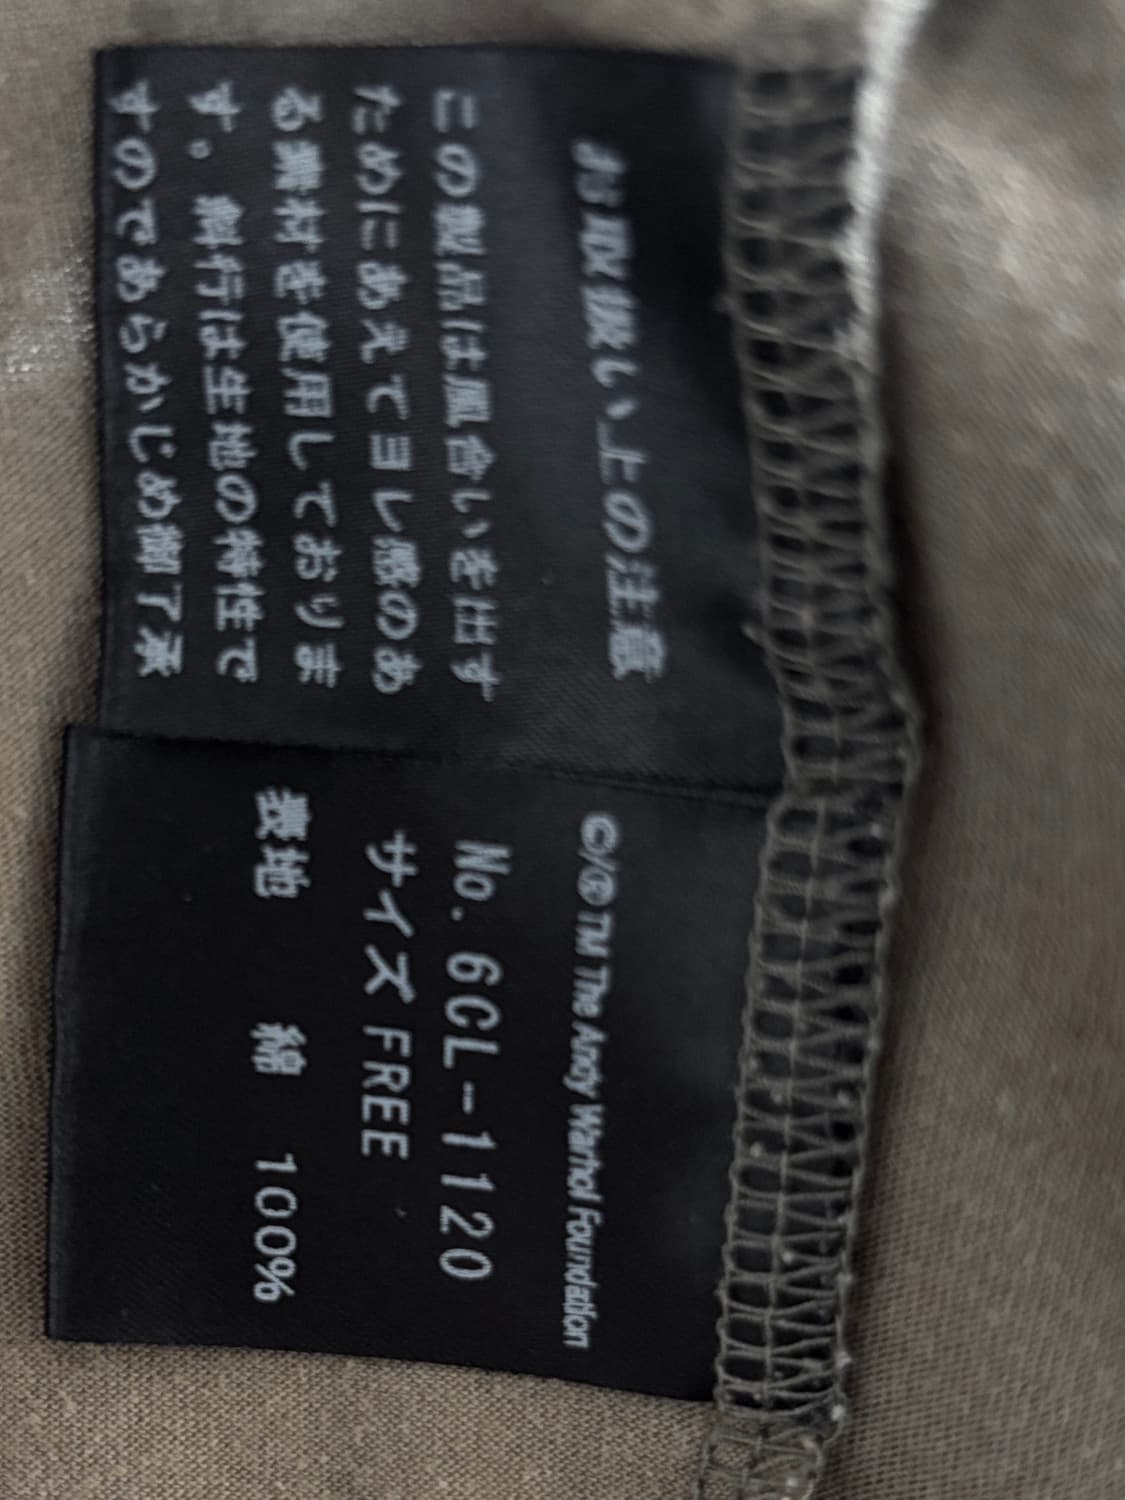 お取扱い上の注意
この製品は風合いを出す
ためにあえてヨレ感のあ
る素材を使用しておりま
す。斜行は生地の特性で
すのであらかじめ御了承
©/®TM The Andy Warhol Foundation
No. 6CL-1120
サイズ FREE
表地 綿 100%